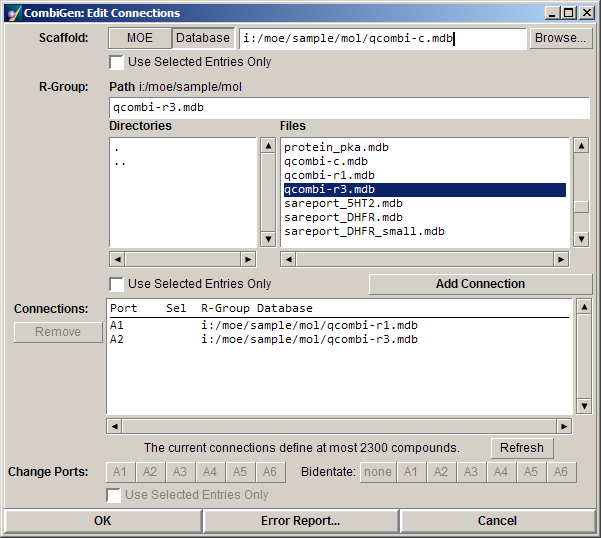 CombiGen: Edit Connections
Scaffold: MOE Database i:/moe/sample/mol/qcombi-c.mdb Browse...
Use Selected Entries Only
R-Group: Path i:/moe/sample/mol
qcombi-r3.mdb
Directories Files
. protein_pka.mdb
.. qcombi-c.mdb
qcombi-r1.mdb
qcombi-r3.mdb
sareport_5HT2.mdb
sareport_DHFR.mdb
sareport_DHFR_small.mdb
Use Selected Entries Only Add Connection
Connections: Port Sel R-Group Database
A1 i:/moe/sample/mol/qcombi-r1.mdb
Remove A2 i:/moe/sample/mol/qcombi-r3.mdb
The current connections define at most 2300 compounds. Refresh
Change Ports: A1 A2 A3 A4 A5 A6 Bidentate: none A1 A2 A3 A4 A5 A6
Use Selected Entries Only
OK Error Report... Cancel